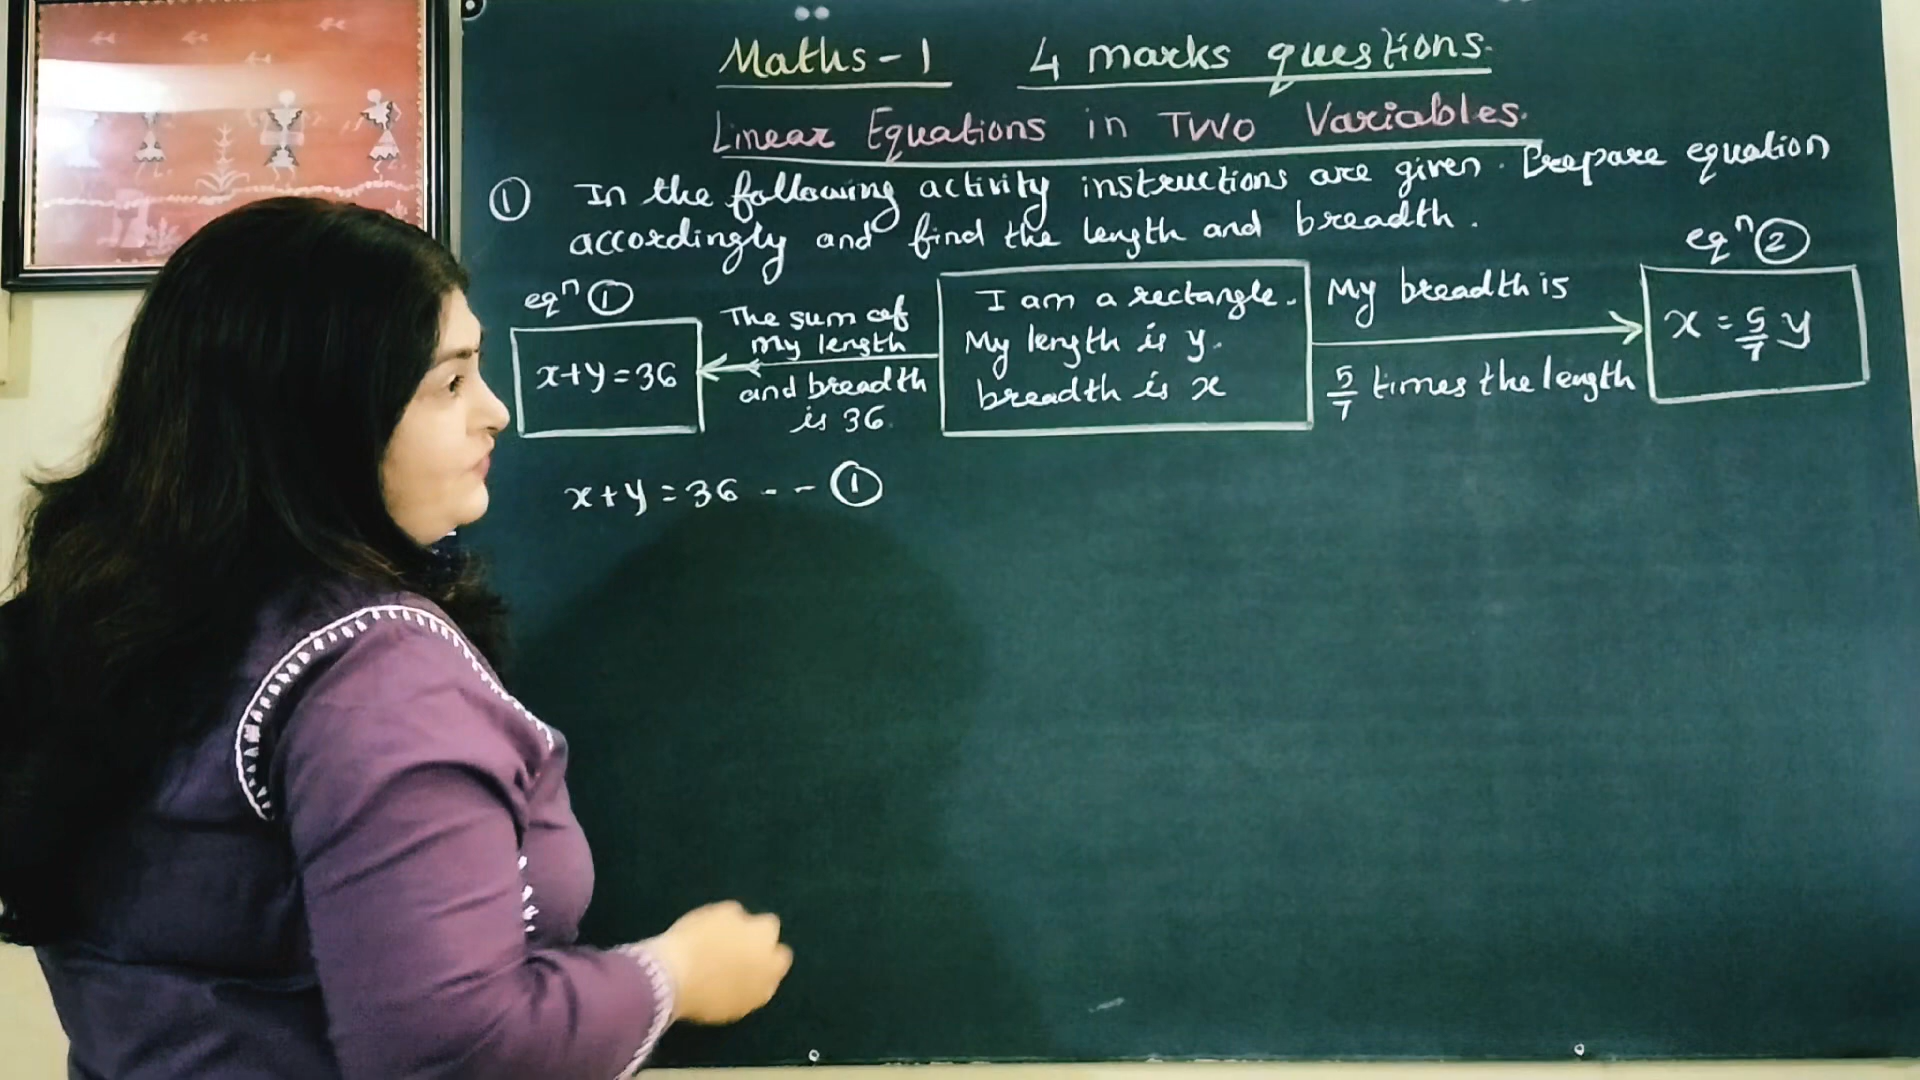 Maths-1 4 marks questions.
Linear Equations in TWO Variables.
① In the following activity instructions are given. Prepare equation
accordingly and find the length and breadth.
eqⁿ ①
x+y=36
The sum of
my length
and breadth
is 36
I am a rectangle.
My length is y.
breadth is x
My breadth is
5/7 times the length
eqⁿ ②
x = 5/7 y
x+y=36 -- ①